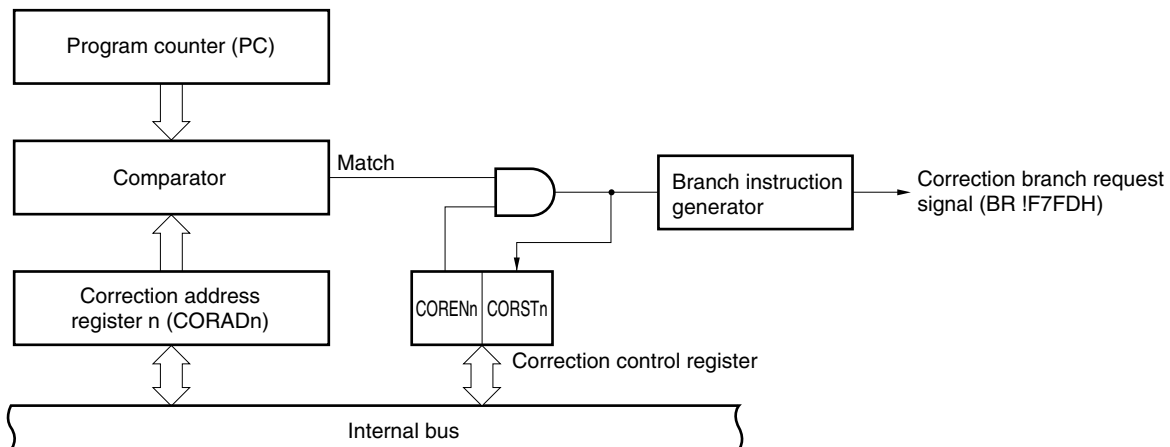 Program counter (PC)
Comparator
Match
Branch instruction
generator
Correction branch request
signal (BR !F7FDH)
Correction address
register n (CORADn)
CORENn
CORSTn
Correction control register
Internal bus